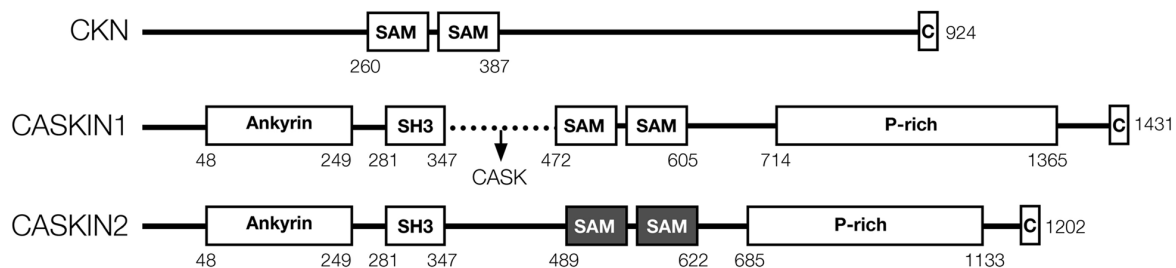 CKN SAM SAM C 924
260 387
CASKIN1 Ankyrin SH3 SAM SAM P-rich C 1431
48 249 281 347 472 605 714 1365
CASK
CASKIN2 Ankyrin SH3 SAM SAM P-rich C 1202
48 249 281 347 489 622 685 1133